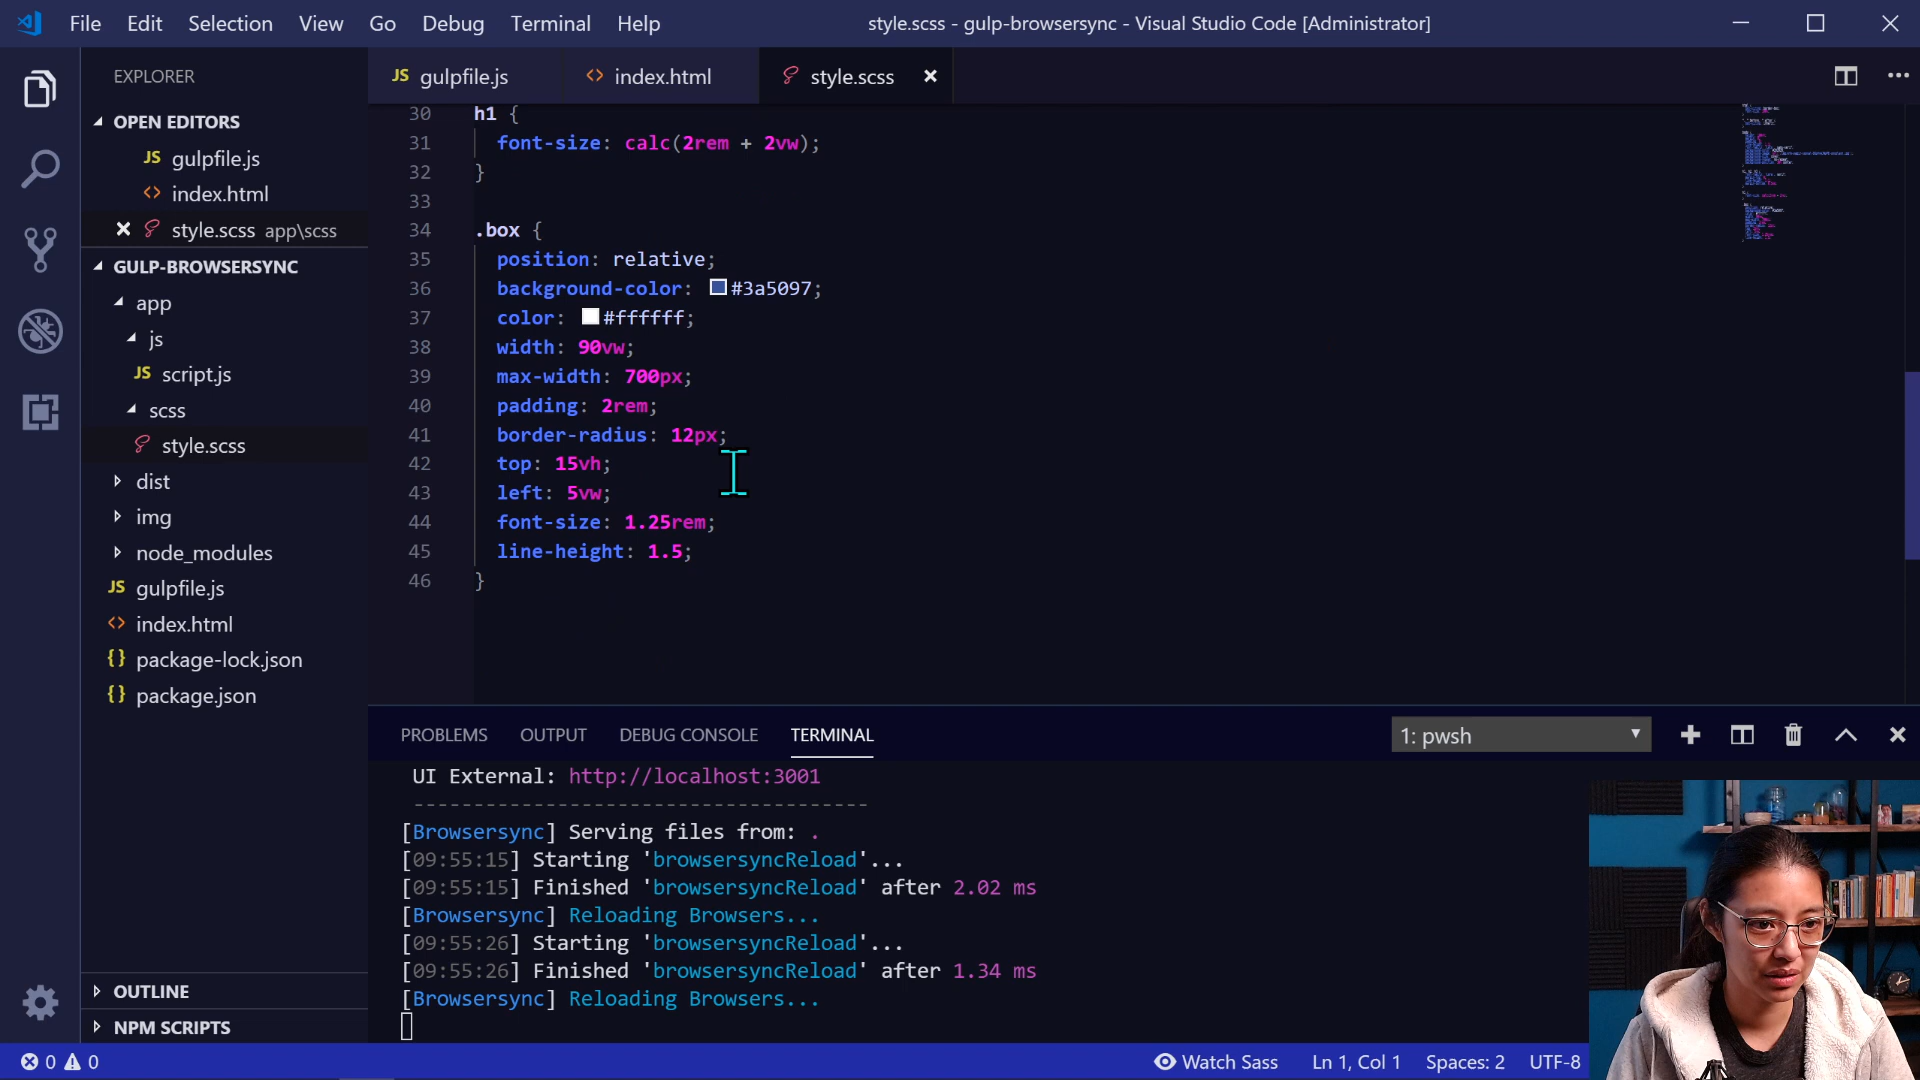 File Edit Selection View Go Debug Terminal Help
style.scss - gulp-browsersync - Visual Studio Code [Administrator]
EXPLORER
OPEN EDITORS
JS gulpfile.js
<> index.html
style.scss app\scss
GULP-BROWSERSYNC
app
js
JS script.js
scss
style.scss
dist
img
node_modules
JS gulpfile.js
<> index.html
{} package-lock.json
{} package.json
OUTLINE
NPM SCRIPTS
JS gulpfile.js
<> index.html
style.scss
30 h1 {
31 font-size: calc(2rem + 2vw);
32 }
33
34 .box {
35 position: relative;
36 background-color: #3a5097;
37 color: #ffffff;
38 width: 90vw;
39 max-width: 700px;
40 padding: 2rem;
41 border-radius: 12px;
42 top: 15vh;
43 left: 5vw;
44 font-size: 1.25rem;
45 line-height: 1.5;
46 }
PROBLEMS OUTPUT DEBUG CONSOLE TERMINAL
1: pwsh
UI External: http://localhost:3001
--------------------------------------
[Browsersync] Serving files from: .
[09:55:15] Starting 'browsersyncReload'...
[09:55:15] Finished 'browsersyncReload' after 2.02 ms
[Browsersync] Reloading Browsers...
[09:55:26] Starting 'browsersyncReload'...
[09:55:26] Finished 'browsersyncReload' after 1.34 ms
[Browsersync] Reloading Browsers...
0 0
Watch Sass
Ln 1, Col 1
Spaces: 2
UTF-8